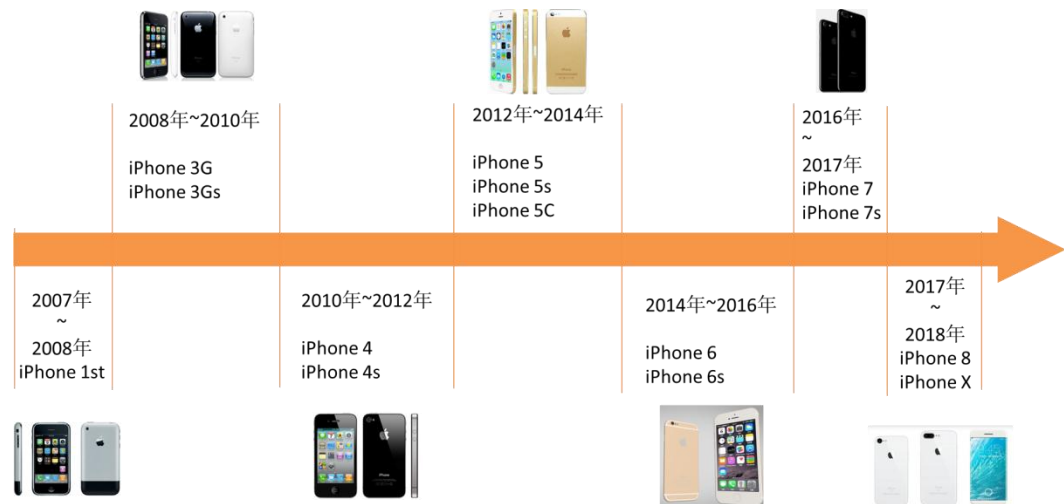 2008年~2010年
iPhone 3G
iPhone 3Gs
2012年~2014年
iPhone 5
iPhone 5s
iPhone 5C
2016年
~
2017年
iPhone 7
iPhone 7s
2007年
~
2008年
iPhone 1st
2010年~2012年
iPhone 4
iPhone 4s
2014年~2016年
iPhone 6
iPhone 6s
2017年
~
2018年
iPhone 8
iPhone X